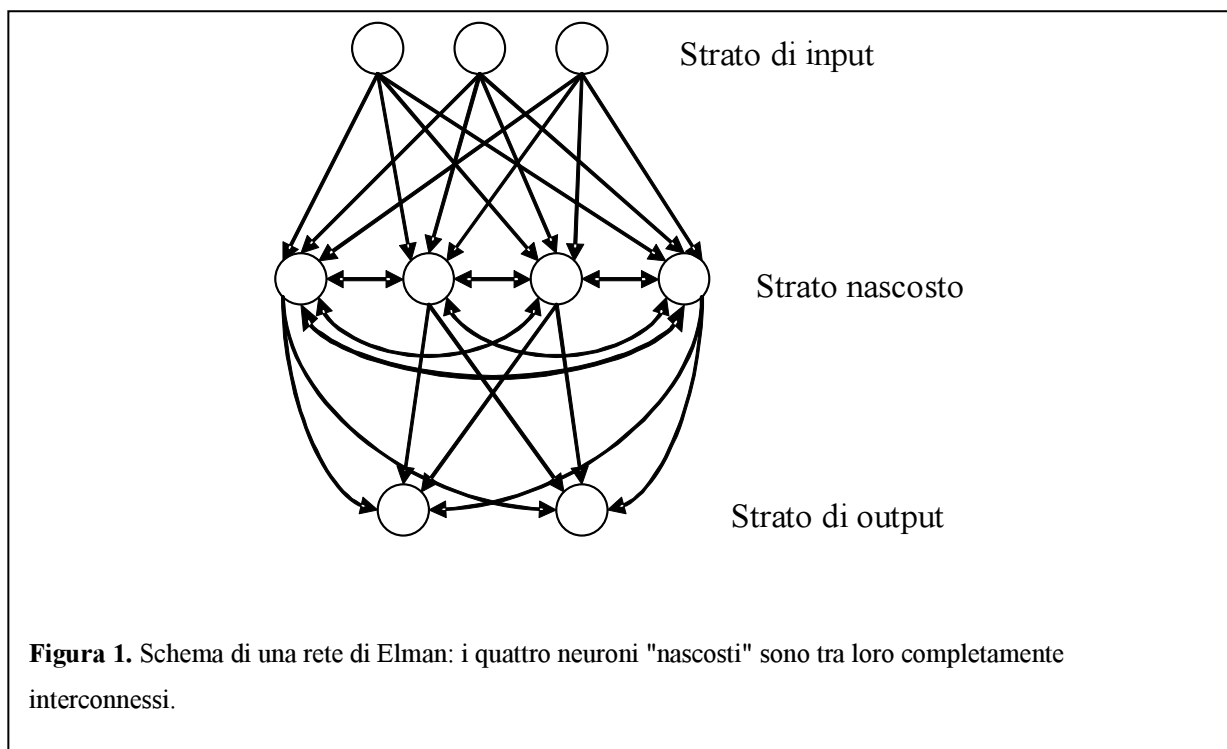 Strato di input
Strato nascosto
Strato di output
Figura 1. Schema di una rete di Elman: i quattro neuroni "nascosti" sono tra loro completamente
interconnessi.